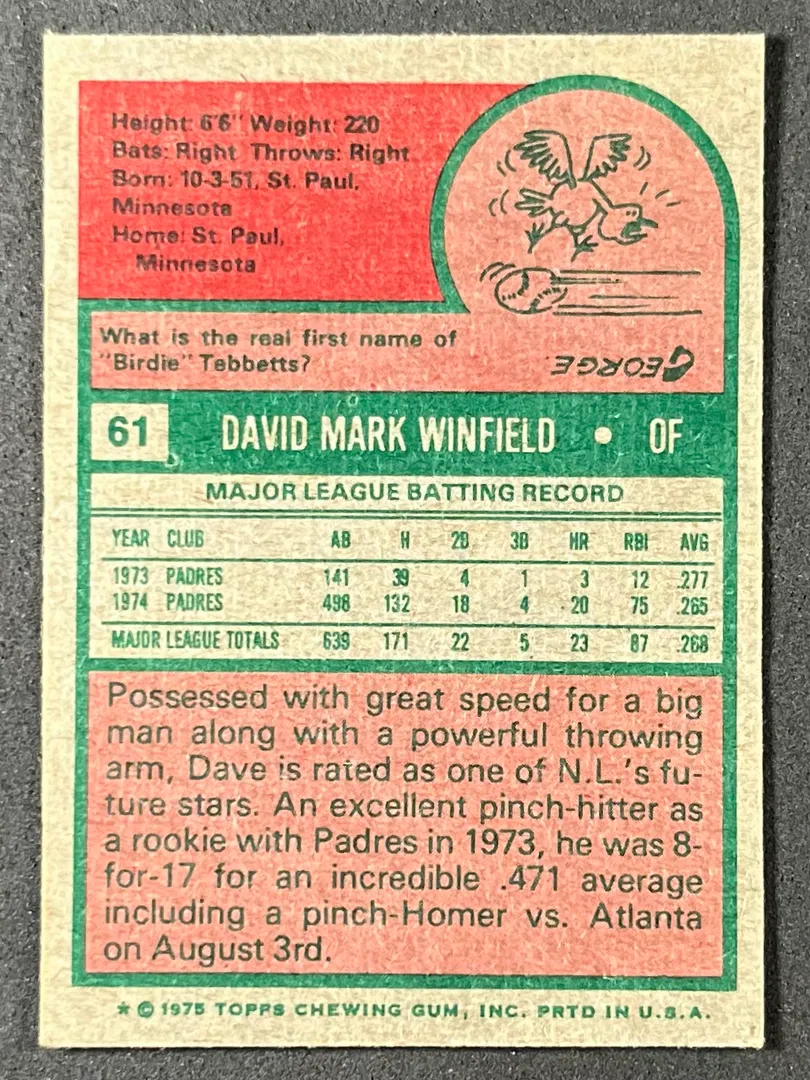 Height: 6'6" Weight: 220
Bats: Right Throws: Right
Born: 10-3-51, St. Paul,
Minnesota
Home: St. Paul,
Minnesota
What is the real first name of
"Birdie" Tebbetts?
GEORGE.
61 DAVID MARK WINFIELD • OF
MAJOR LEAGUE BATTING RECORD
YEAR CLUB AB H 2B 3B HR RBI AVG
1973 PADRES 141 39 4 1 3 12 .277
1974 PADRES 498 132 18 4 20 75 .265
MAJOR LEAGUE TOTALS 639 171 22 5 23 87 .268
Possessed with great speed for a big
man along with a powerful throwing
arm, Dave is rated as one of N.L.'s fu-
ture stars. An excellent pinch-hitter as
a rookie with Padres in 1973, he was 8-
for-17 for an incredible .471 average
including a pinch-Homer vs. Atlanta
on August 3rd.
* © 1975 TOPPS CHEWING GUM, INC. PRTD IN U.S.A.